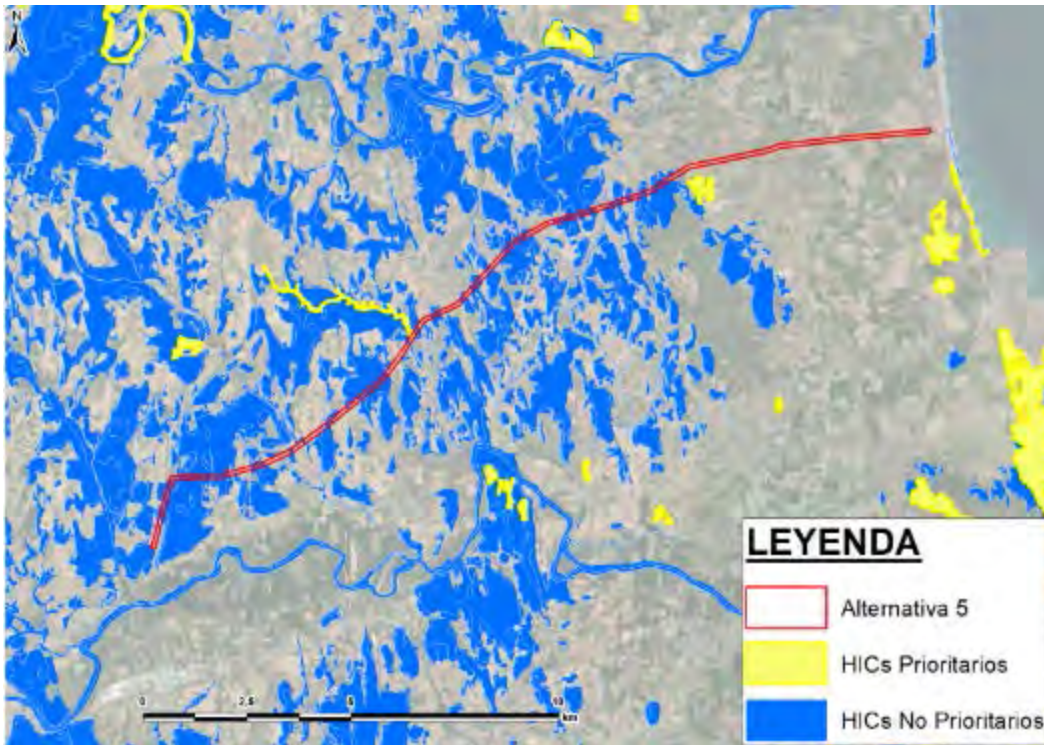 N
LEYENDA
Alternativa 5
HICs Prioritarios
HICs No Prioritarios
0 2,5 5 10
km